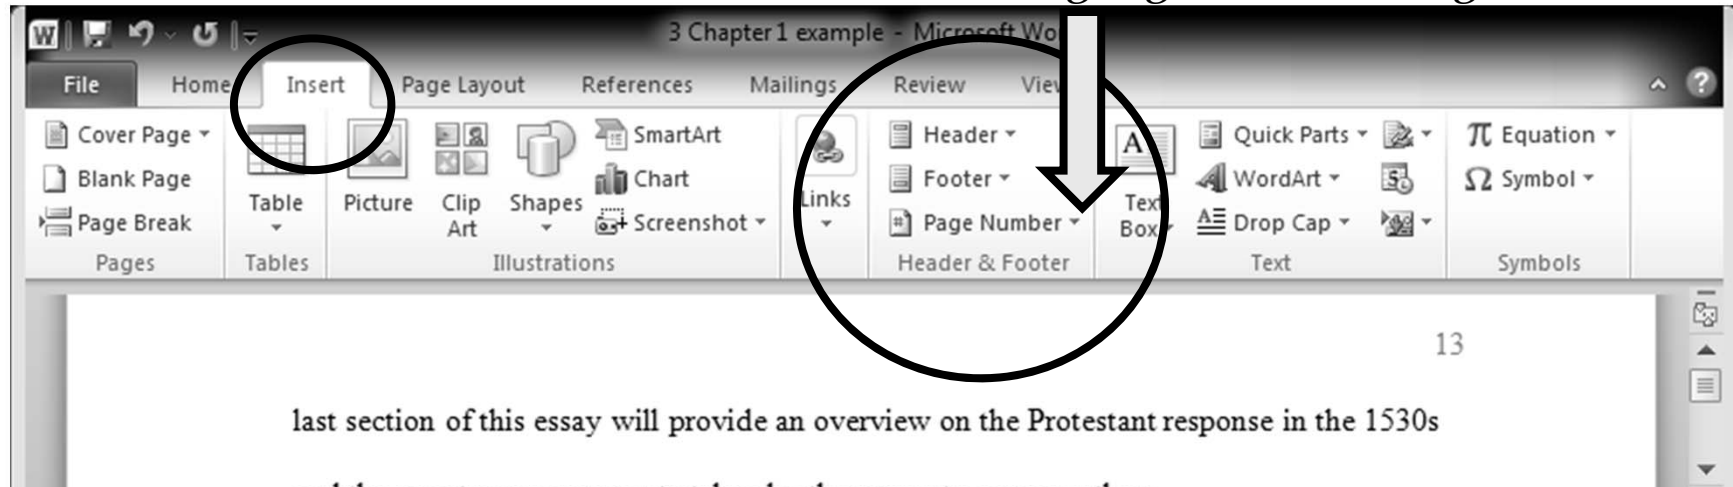 3 Chapter 1 example - Microsoft Wo
File Home Insert Page Layout References Mailings Review View
Cover Page
Blank Page
Page Break
Pages
Table
Tables
Picture
Clip Art
Shapes
SmartArt
Chart
Screenshot
Illustrations
Links
Header
Footer
Page Number
Header & Footer
A
Text Box
Quick Parts
WordArt
Drop Cap
Text
π Equation
Ω Symbol
Symbols
13
last section of this essay will provide an overview on the Protestant response in the 1530s